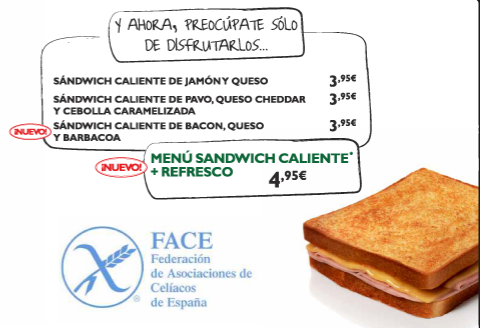 Y AHORA, PREOCÚPATE SÓLO
DE DISFRUTARLOS...
SÁNDWICH CALIENTE DE JAMÓN Y QUESO 3,95€
SÁNDWICH CALIENTE DE PAVO, QUESO CHEDDAR 3,95€
Y CEBOLLA CARAMELIZADA
¡NUEVO! SÁNDWICH CALIENTE DE BACON, QUESO 3,95€
Y BARBACOA
¡NUEVO! MENÚ SANDWICH CALIENTE*
+ REFRESCO 4,95€
FACE
Federación
de Asociaciones de
Celíacos
de España
®